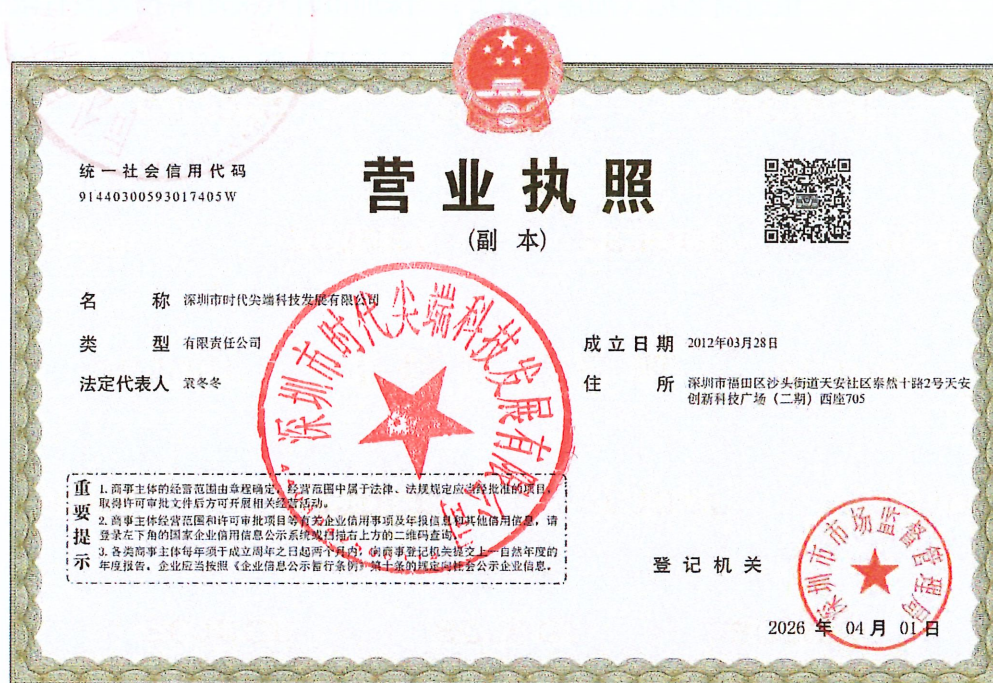 统一社会信用代码
91440300593017405W
营业执照
(副 本)
名 称 深圳市时代尖端科技发展有限公司
类 型 有限责任公司
成立日期 2012年03月28日
法定代表人 袁冬冬
住 所 深圳市福田区沙头街道天安社区泰然十路2号天安
创新科技广场（二期）西座705
深圳市时代尖端科技发展有限公司
重要提示
1. 商事主体的经营范围由章程确定，经营范围中属于法律、法规规定应当经批准的项目，
取得许可审批文件后方可开展相关经营活动。
2. 商事主体经营范围和许可审批项目等有关企业信用事项及年报信息和其他信用信息，请
登录左下角的国家企业信用信息公示系统或扫描右上方的二维码查询。
3. 各类商事主体每年须于成立周年之日起两个月内，向商事登记机关提交上一自然年度的
年度报告。企业应当按照《企业信息公示暂行条例》第十条的规定向社会公示企业信息。
登记机关
深圳市市场监督管理局
2026 年 04 月 01 日